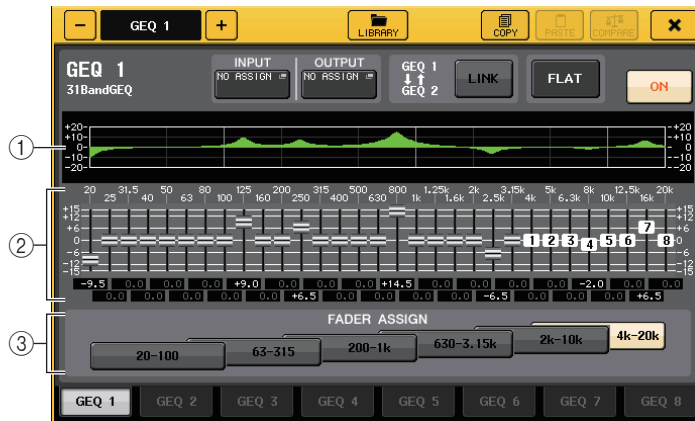 GEQ 1
LIBRARY
COPY
PASTE
COMPARE
GEQ 1
31BandGEQ
INPUT
NO ASSIGN
OUTPUT
NO ASSIGN
GEQ 1
GEQ 2
LINK
FLAT
ON
1
+20 +20
+10 +10
0 0
-10 -10
-20 -20
2
20 31.5 50 80 125 200 315 500 800 1.25k 2k 3.15k 5k 8k 12.5k 20k
25 40 63 100 160 250 400 630 1k 1.6k 2.5k 4k 6.3k 10k 16k
+15 +15
+12 +12
+6 +6
0 1 2 3 4 5 6 7 8 0
-6 -6
-12 -12
-15 -15
-9.5 0.0 0.0 0.0 +9.0 0.0 0.0 0.0 +14.5 0.0 0.0 0.0 0.0 -2.0 0.0 0.0
0.0 0.0 0.0 0.0 0.0 +6.5 0.0 0.0 0.0 0.0 -6.5 0.0 0.0 0.0 +6.5
3
FADER ASSIGN
20-100
63-315
200-1k
630-3.15k
2k-10k
4k-20k
GEQ 1 GEQ 2 GEQ 3 GEQ 4 GEQ 5 GEQ 6 GEQ 7 GEQ 8